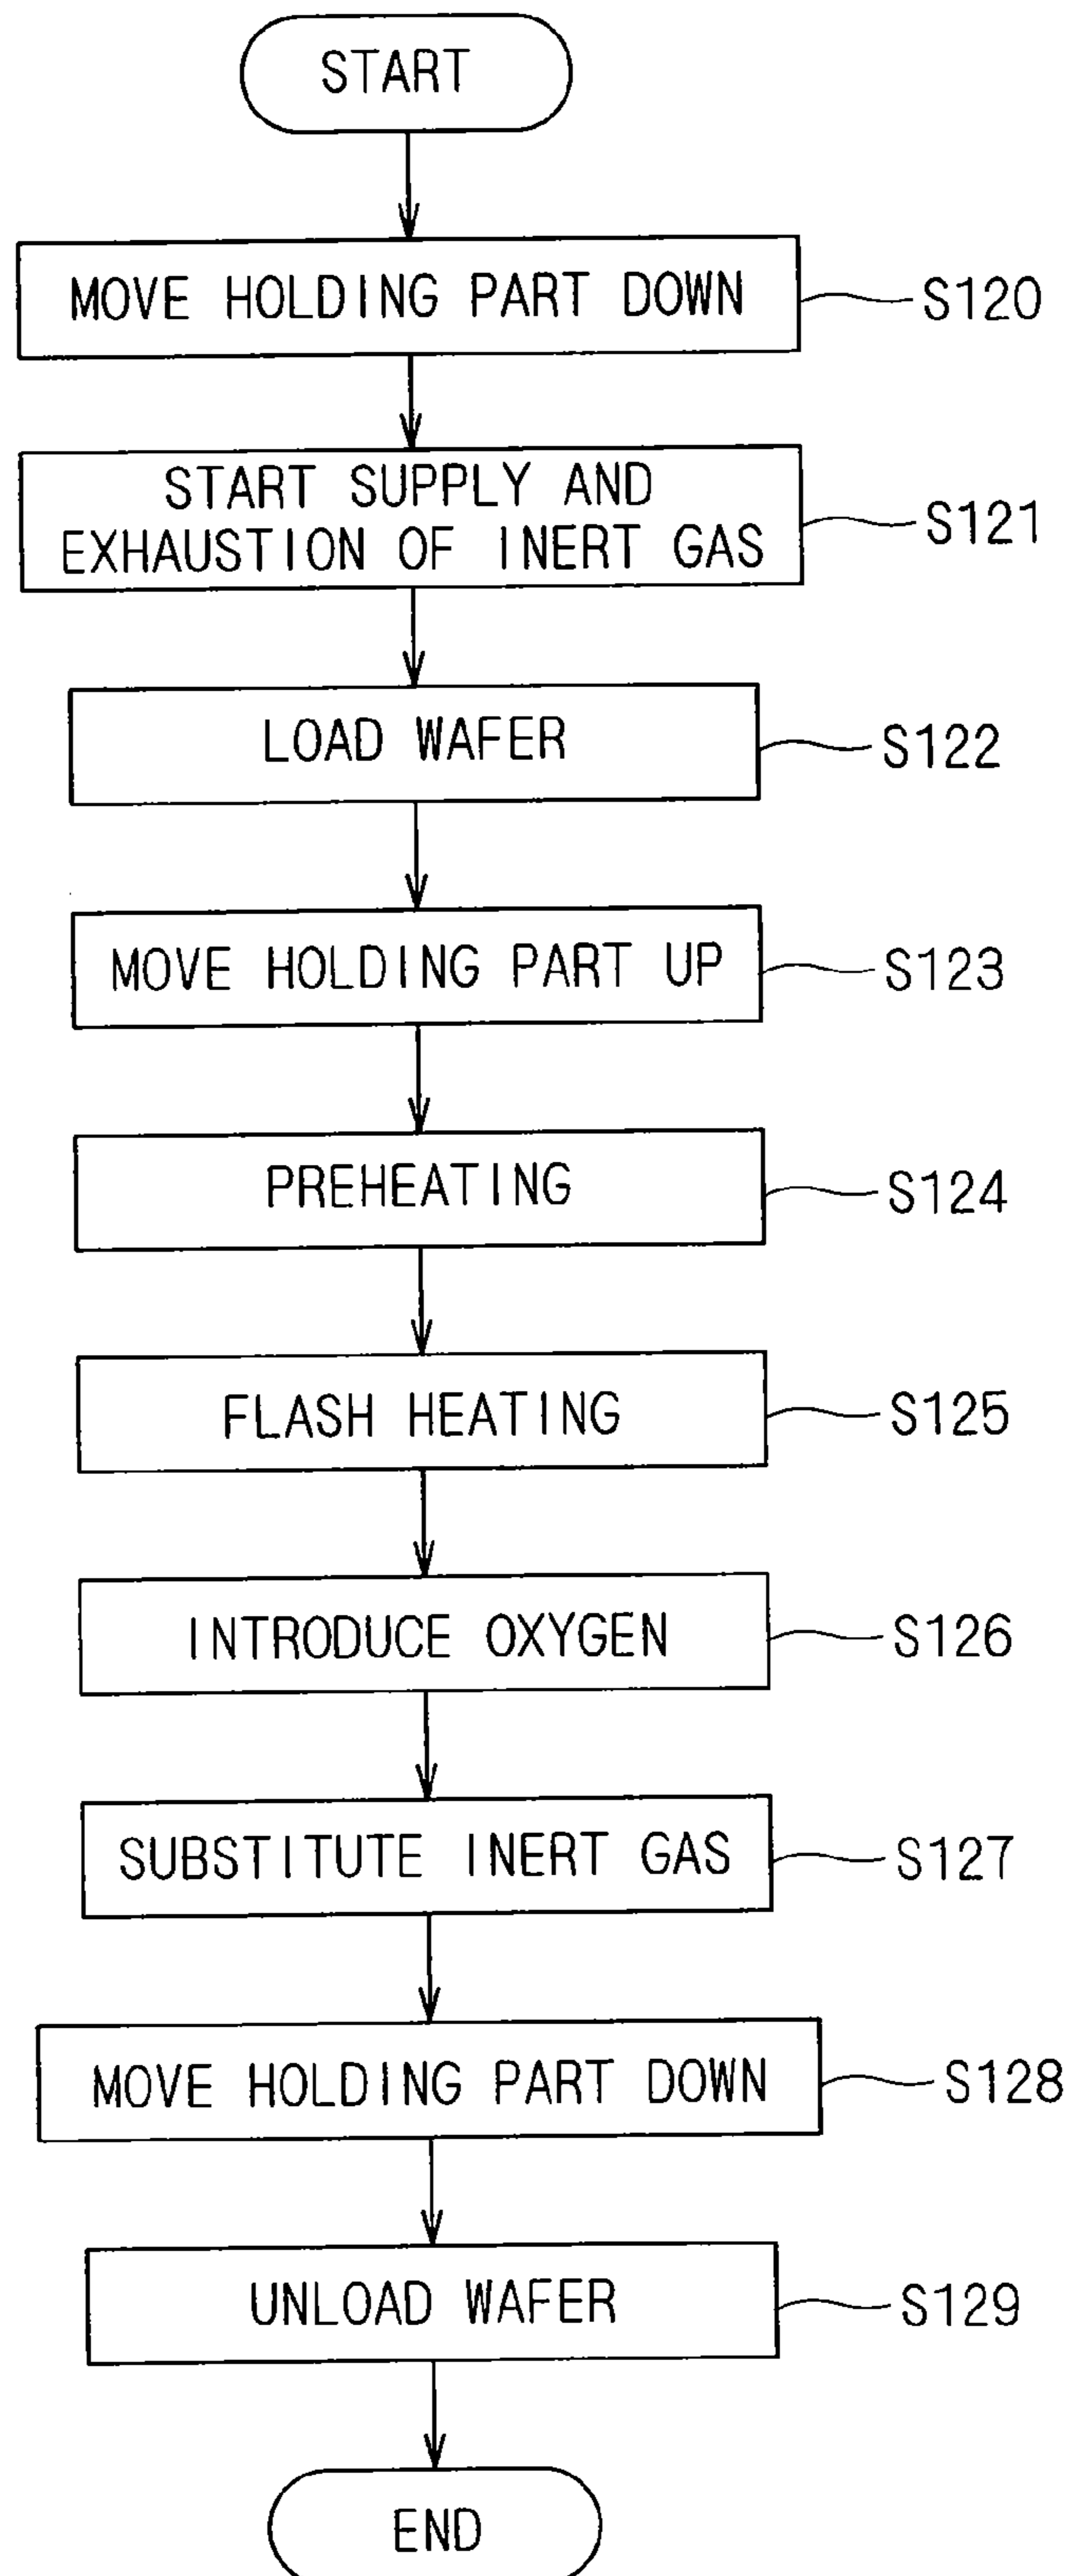 START
MOVE HOLDING PART DOWN
S120
START SUPPLY AND
EXHAUSTION OF INERT GAS
S121
LOAD WAFER
S122
MOVE HOLDING PART UP
S123
PREHEATING
S124
FLASH HEATING
S125
INTRODUCE OXYGEN
S126
SUBSTITUTE INERT GAS
S127
MOVE HOLDING PART DOWN
S128
UNLOAD WAFER
S129
END